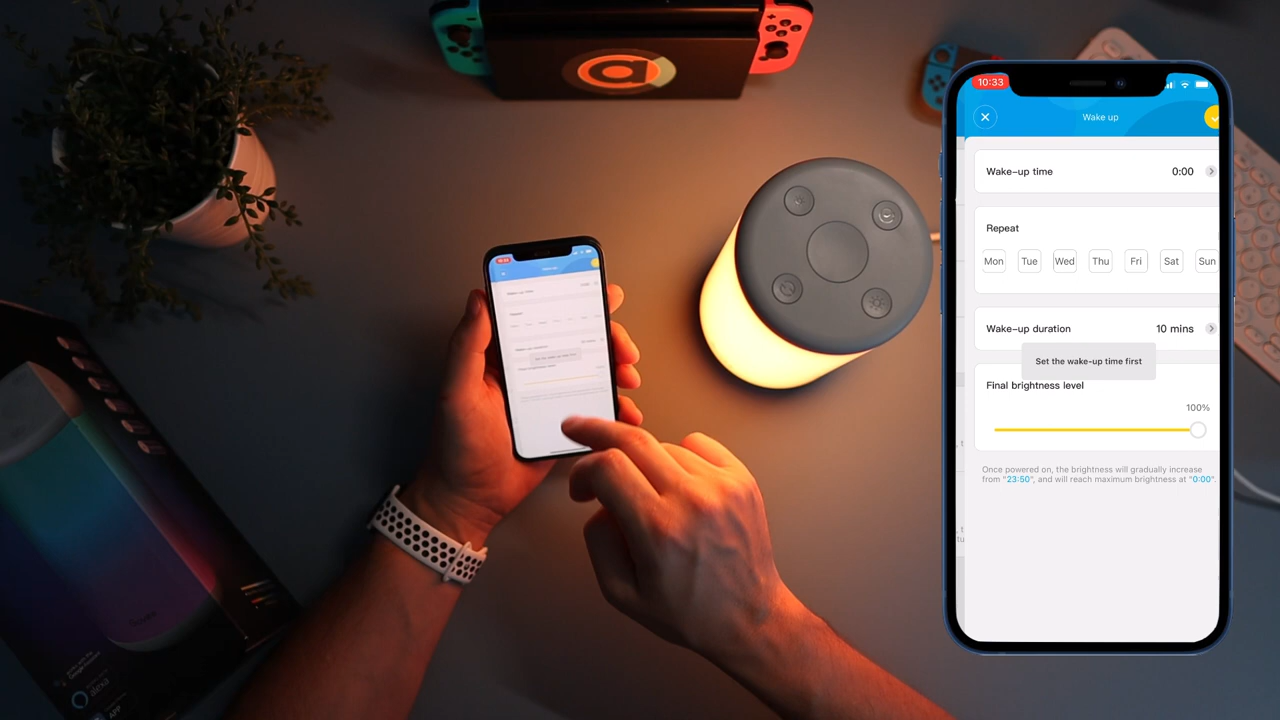 10:33
Wake up
Wake-up time 0:00
Repeat
Mon Tue Wed Thu Fri Sat Sun
Wake-up duration 10 mins
Set the wake-up time first
Final brightness level
100%
Once powered on, the brightness will gradually increase
from "23:50", and will reach maximum brightness at "0:00".
alexa
APP